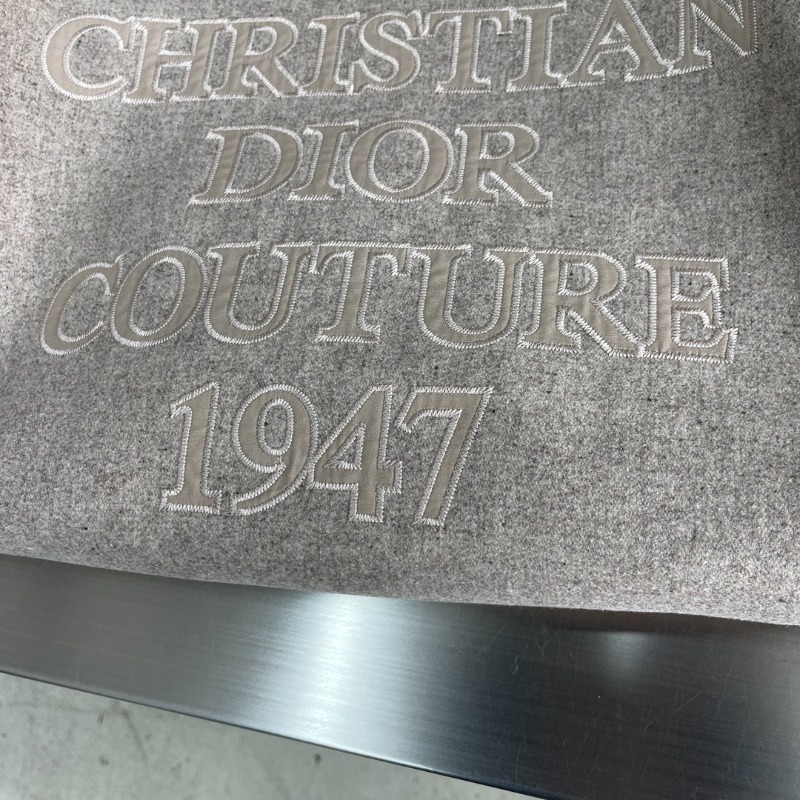 CHRISTIAN
DIOR
COUTURE
1947